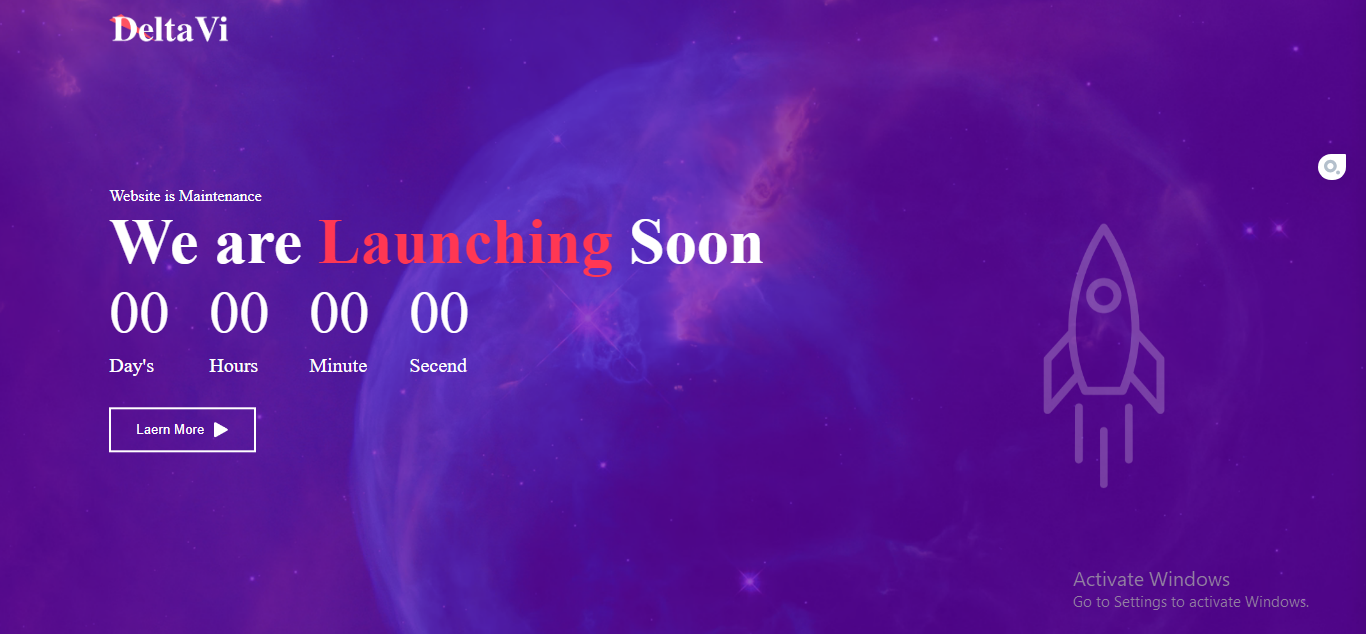 DeltaVi
Website is Maintenance
We are Launching Soon
00 00 00 00
Day's Hours Minute Secend
Laern More
Activate Windows
Go to Settings to activate Windows.